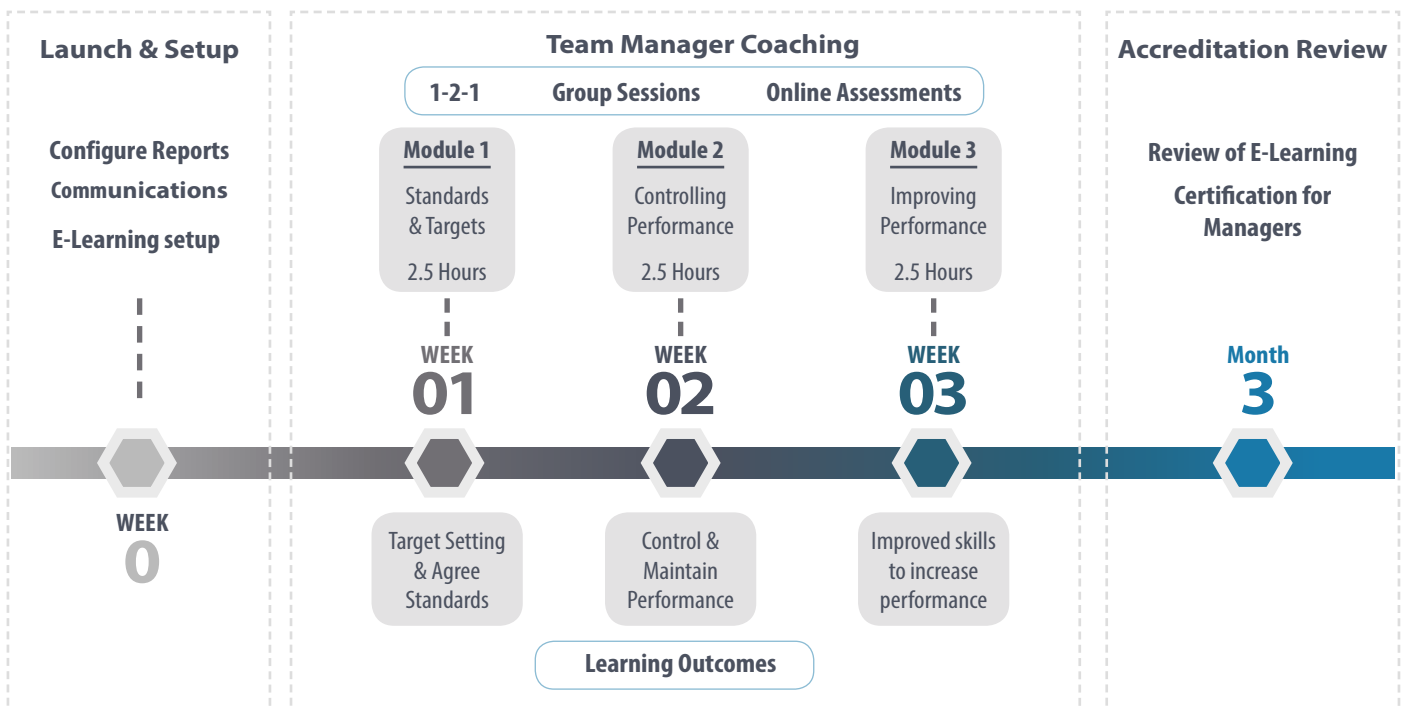 Launch & Setup
Configure Reports
Communications
E-Learning setup
WEEK
0
Team Manager Coaching
1-2-1 Group Sessions Online Assessments
Module 1
Standards
& Targets
2.5 Hours
WEEK
01
Target Setting
& Agree
Standards
Module 2
Controlling
Performance
2.5 Hours
WEEK
02
Control &
Maintain
Performance
Module 3
Improving
Performance
2.5 Hours
WEEK
03
Improved skills
to increase
performance
Learning Outcomes
Accreditation Review
Review of E-Learning
Certification for
Managers
Month
3